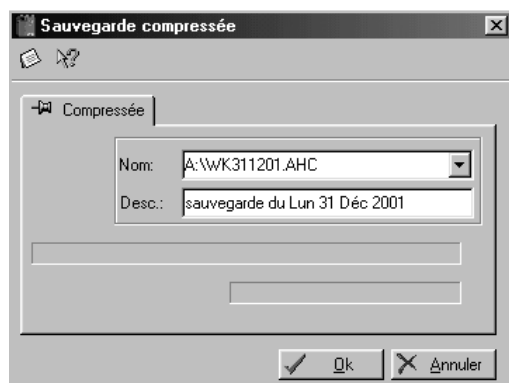 Sauvegarde compressée
Compressée
Nom: A:\WK311201.AHC
Desc.: sauvegarde du Lun 31 Déc 2001
Ok Annuler